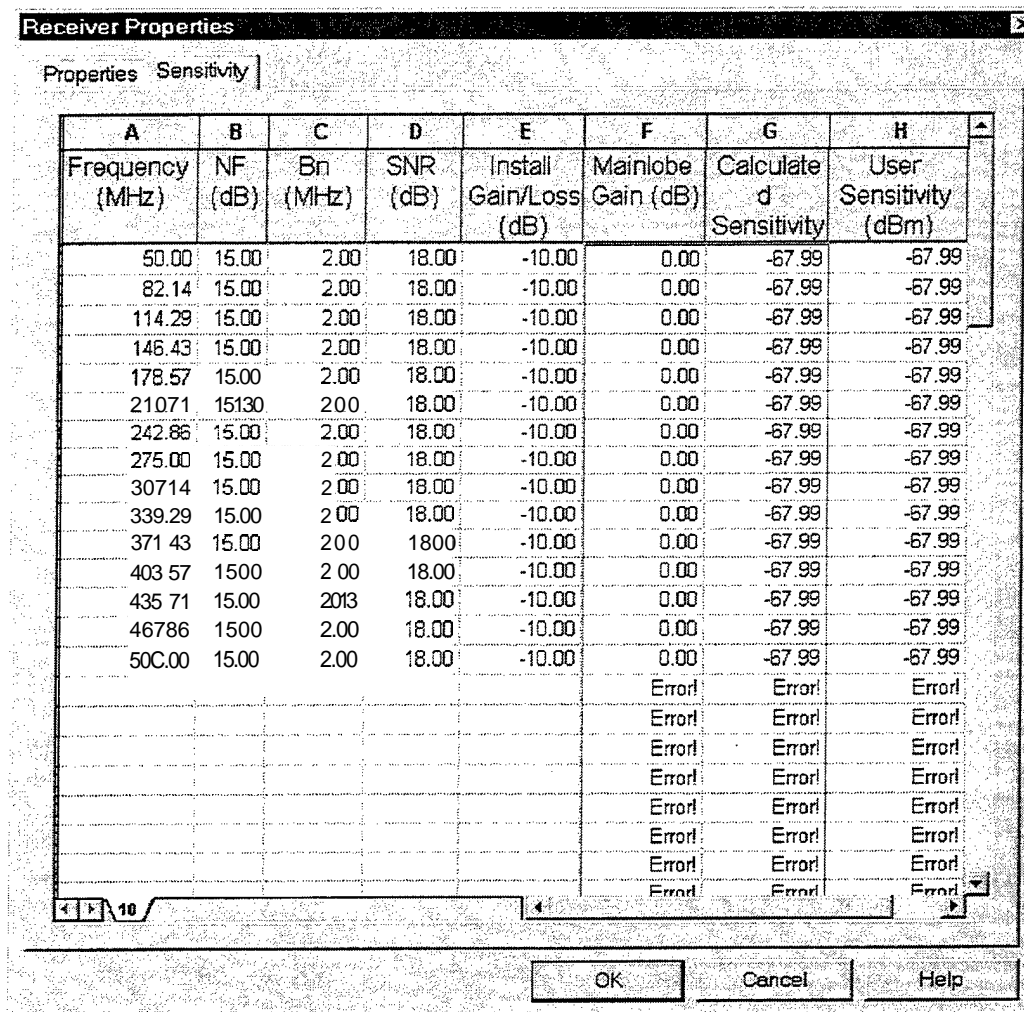 Receiver Properties
Properties Sensitivity
A B C D E F G H
Frequency (MHz) NF (dB) Bn (MHz) SNR (dB) Install Gain/Loss (dB) Mainlobe Gain (dB) Calculate d Sensitivity User Sensitivity (dBm)
50.00 15.00 2.00 18.00 -10.00 0.00 -67.99 -67.99
82.14 15.00 2.00 18.00 -10.00 0.00 -67.99 -67.99
114.29 15.00 2.00 18.00 -10.00 0.00 -67.99 -67.99
146.43 15.00 2.00 18.00 -10.00 0.00 -67.99 -67.99
178.57 15.00 2.00 18.00 -10.00 0.00 -67.99 -67.99
210.71 15130 200 18.00 -10.00 0.00 -67.99 -67.99
242.86 15.00 2.00 18.00 -10.00 0.00 -67.99 -67.99
275.00 15.00 2.00 18.00 -10.00 0.00 -67.99 -67.99
30714 15.00 2 00 18.00 -10.00 0.00 -67.99 -67.99
339.29 15.00 2 00 18.00 -10.00 0.00 -67.99 -67.99
371 43 15.00 200 1800 -10.00 0.00 -67.99 -67.99
403 57 1500 2 00 18.00 -10.00 0.00 -67.99 -67.99
435 71 15.00 2013 18.00 -10.00 0.00 -67.99 -67.99
46786 1500 2.00 18.00 -10.00 0.00 -67.99 -67.99
50C.00 15.00 2.00 18.00 -10.00 0.00 -67.99 -67.99
Error! Error! Error!
Error! Error! Error!
Error! Error! Error!
Error! Error! Error!
Error! Error! Error!
Error! Error! Error!
Error! Error! Error!
Error! Error! Error!
10
OK Cancel Help